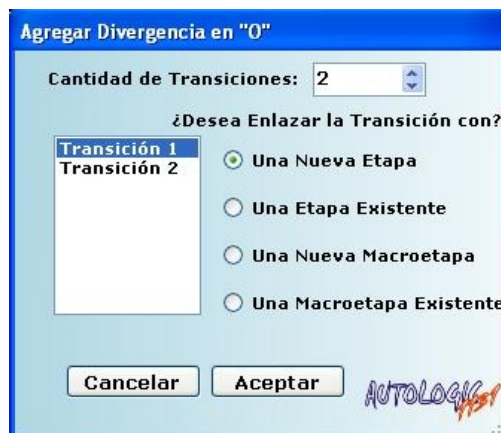 Agregar Divergencia en "O"
Cantidad de Transiciones: 2
¿Desea Enlazar la Transición con?
Transición 1
Transición 2
Una Nueva Etapa
Una Etapa Existente
Una Nueva Macroetapa
Una Macroetapa Existente
Cancelar
Aceptar
AUTOLOGIC